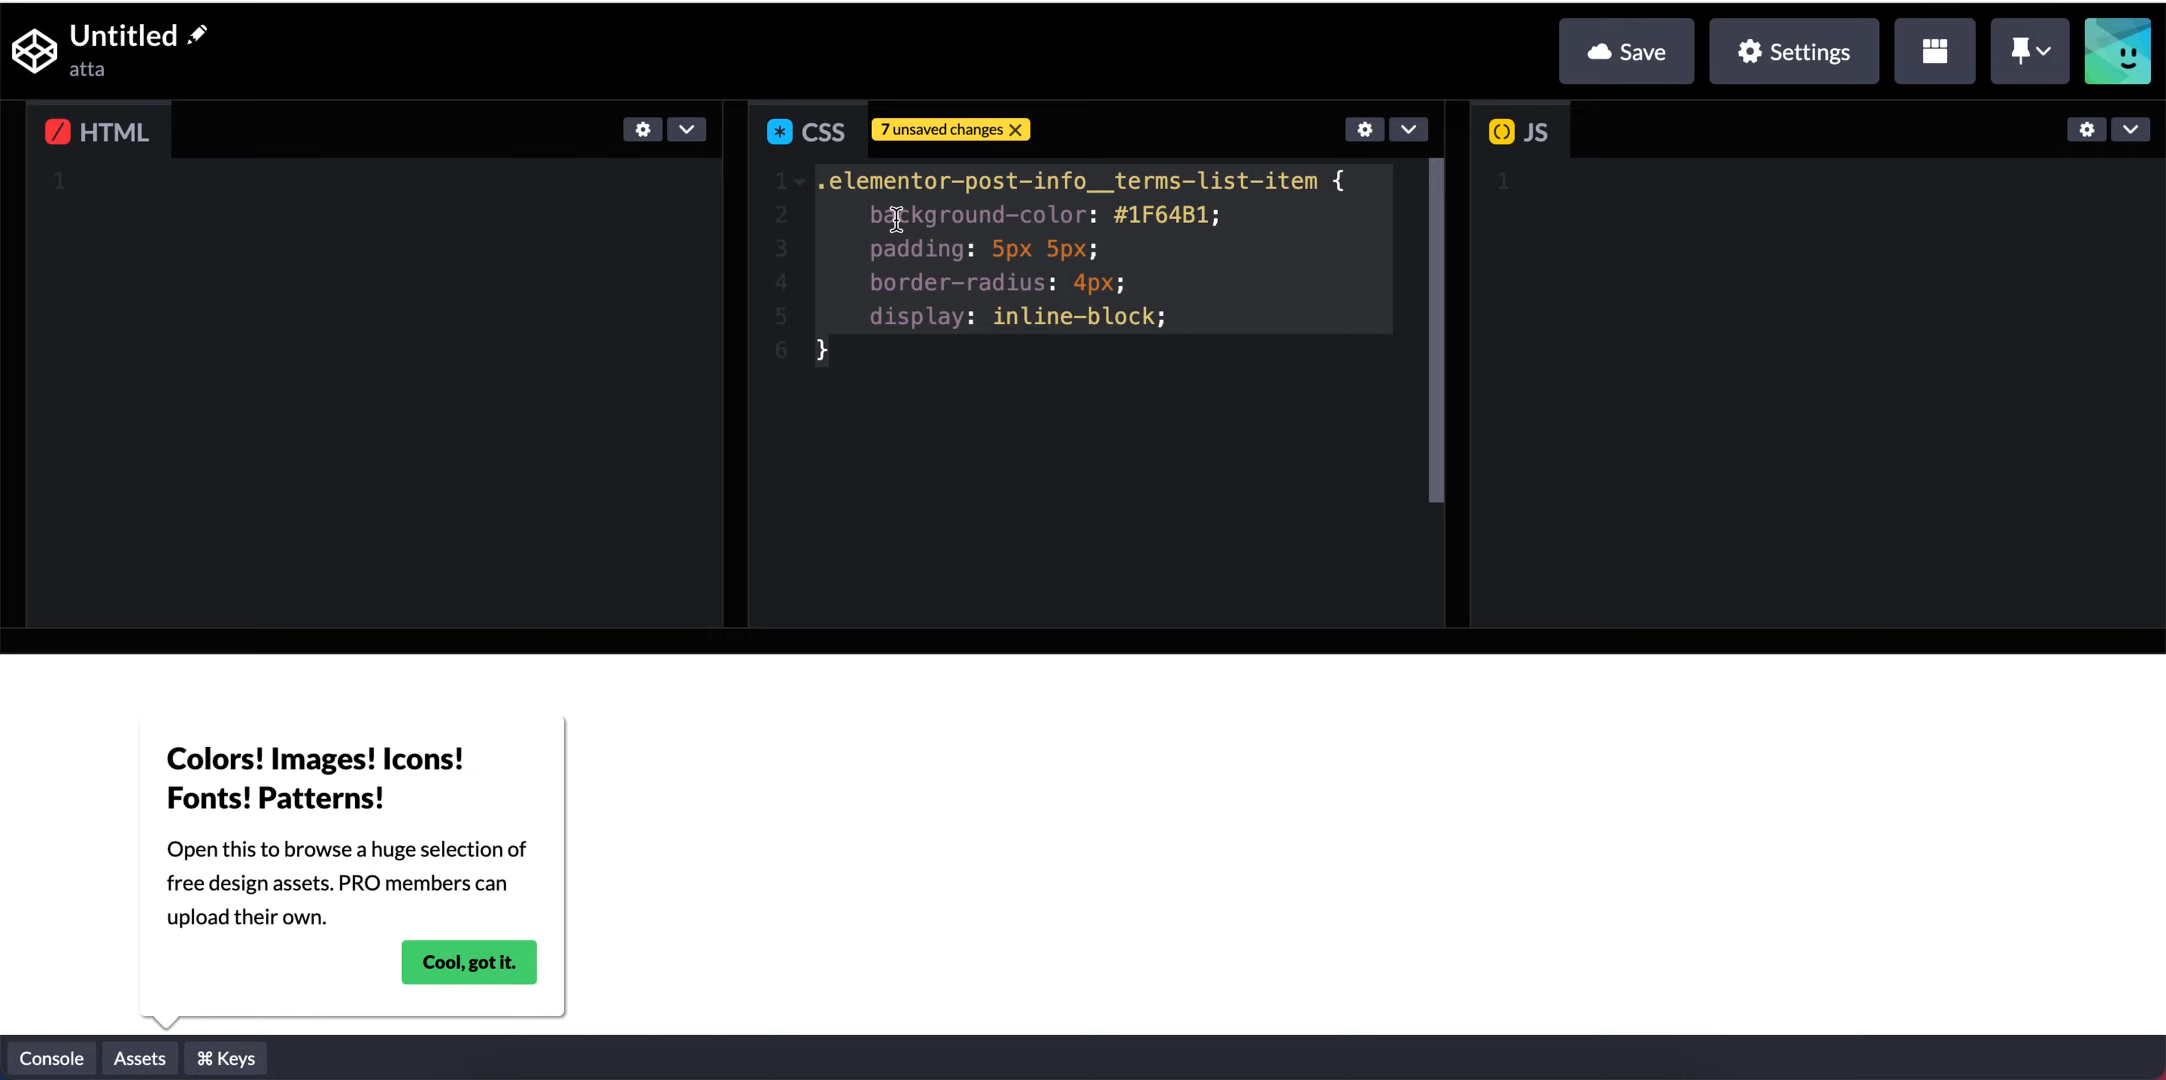 Untitled
atta
Save
Settings
HTML
CSS
7 unsaved changes
JS
1
1 .elementor-post-info__terms-list-item {
2 background-color: #1F64B1;
3 padding: 5px 5px;
4 border-radius: 4px;
5 display: inline-block;
6 }
1
Colors! Images! Icons!
Fonts! Patterns!
Open this to browse a huge selection of
free design assets. PRO members can
upload their own.
Cool, got it.
Console
Assets
⌘ Keys